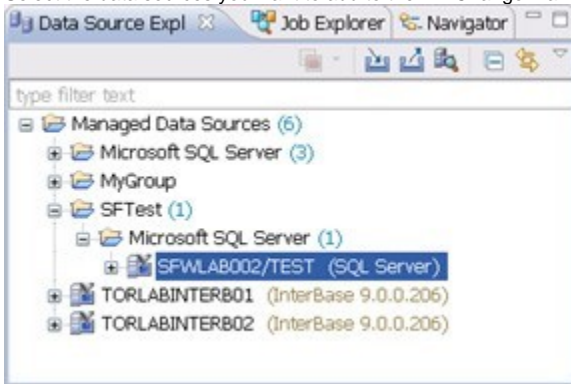 Data Source Expl Job Explorer Navigator
type filter text
Managed Data Sources (6)
Microsoft SQL Server (3)
MyGroup
SFTest (1)
Microsoft SQL Server (1)
SFWLAB002/TEST (SQL Server)
TORLABINTERB01 (InterBase 9.0.0.206)
TORLABINTERB02 (InterBase 9.0.0.206)